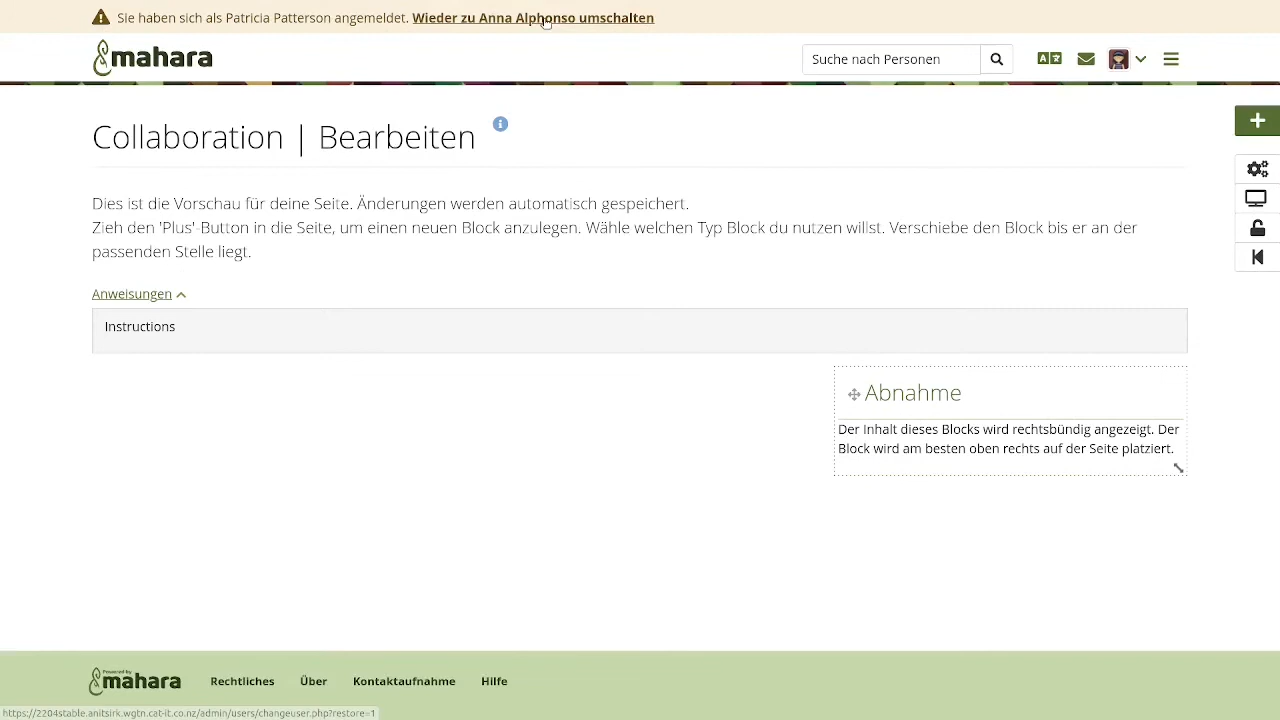 Sie haben sich als Patricia Patterson angemeldet. Wieder zu Anna Alphonso umschalten
mahara
Suche nach Personen
Collaboration | Bearbeiten
Dies ist die Vorschau für deine Seite. Änderungen werden automatisch gespeichert.
Zieh den 'Plus'-Button in die Seite, um einen neuen Block anzulegen. Wähle welchen Typ Block du nutzen willst. Verschiebe den Block bis er an der
passenden Stelle liegt.
Anweisungen
Instructions
Abnahme
Der Inhalt dieses Blocks wird rechtsbündig angezeigt. Der
Block wird am besten oben rechts auf der Seite platziert.
Powered by
mahara
Rechtliches Über Kontaktaufnahme Hilfe
https://2204stable.anitsirk.wgtn.cat-it.co.nz/admin/users/changeuser.php?restore=1